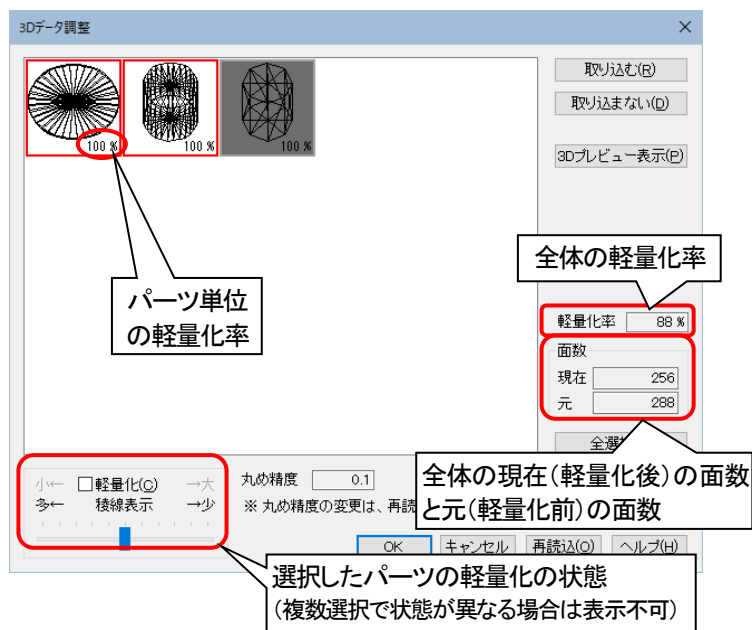 3Dデータ調整
取り込む(R)
取り込まない(D)
3Dプレビュー表示(P)
100 %
100 %
100 %
全体の軽量化率
パーツ単位
の軽量化率
軽量化率 88 %
面数
現在 256
元 288
全選
全体の現在(軽量化後)の面数
と元(軽量化前)の面数
小← 軽量化(C) →大
多← 稜線表示 →少
丸め精度 0.1
※ 丸め精度の変更は、再読
OK キャンセル 再読込(O) ヘルプ(H)
選択したパーツの軽量化の状態
(複数選択で状態が異なる場合は表示不可)